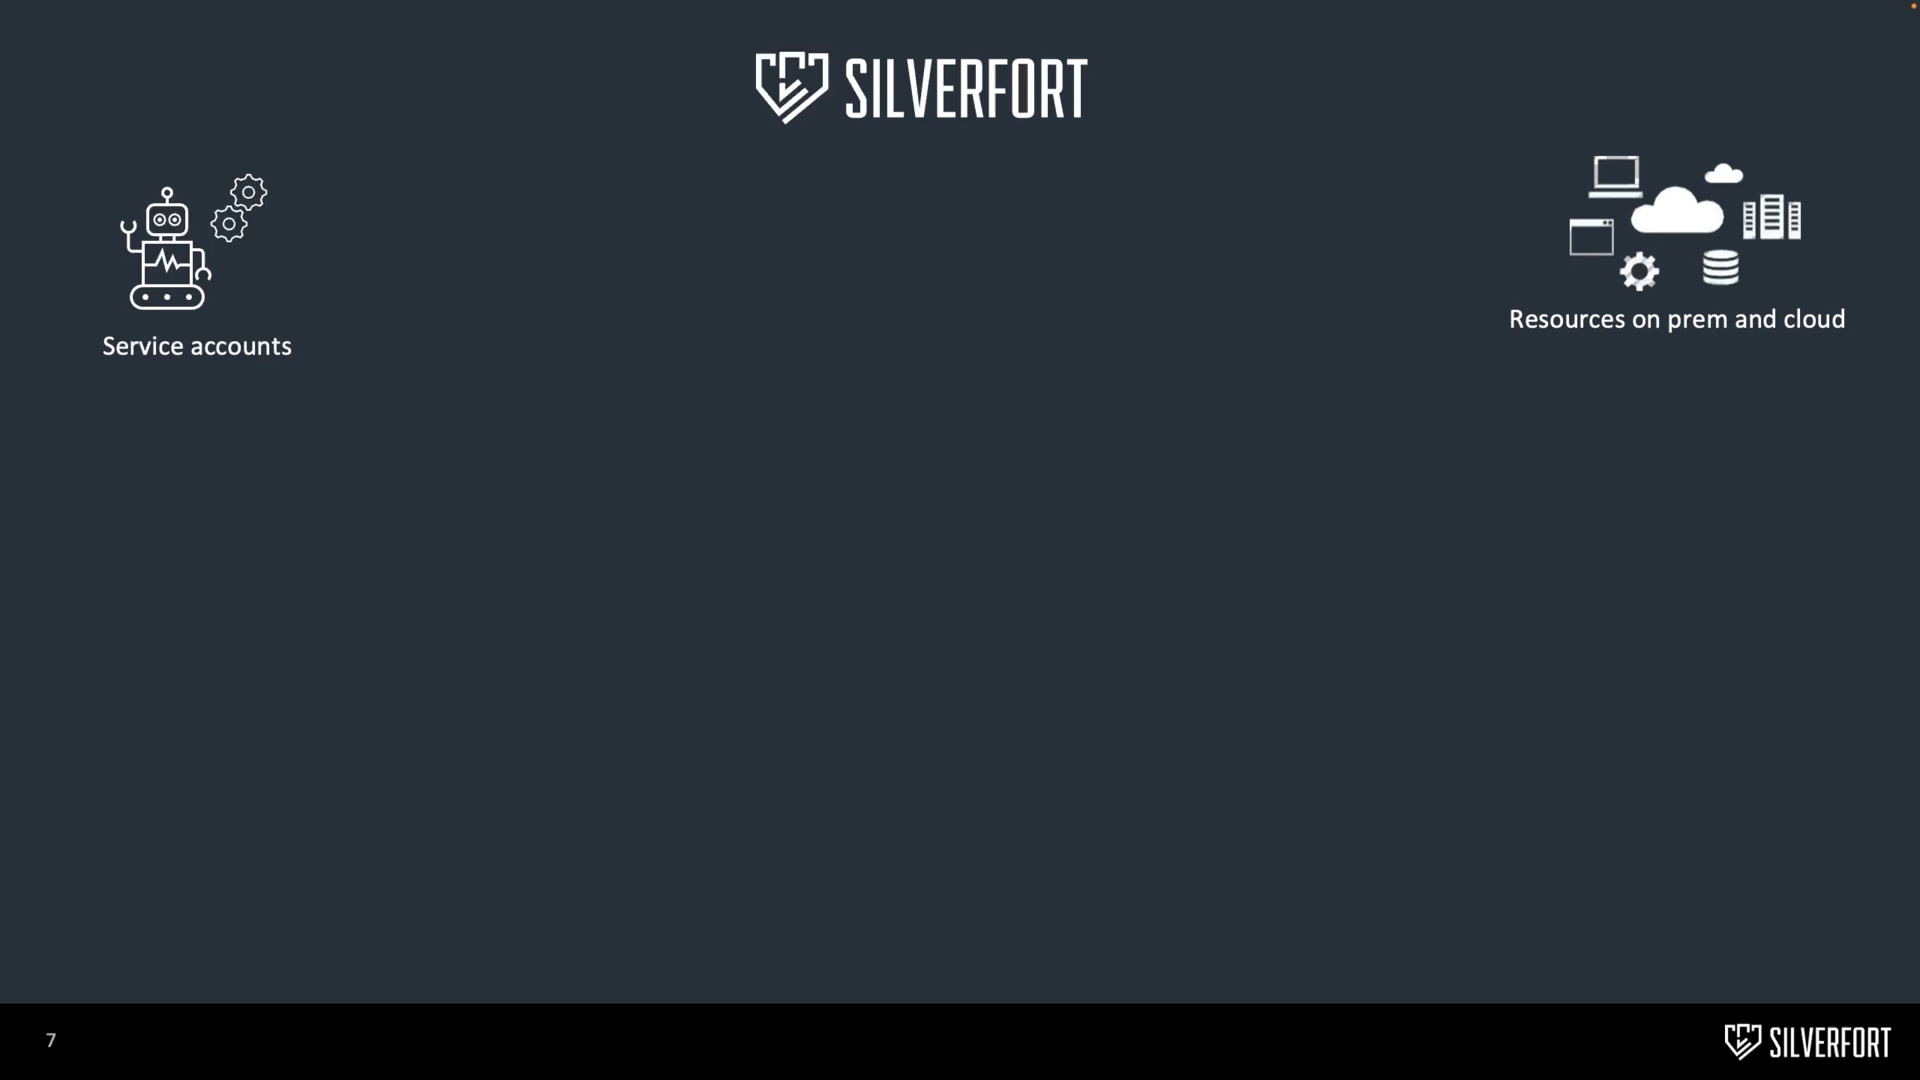 SILVERFORT
Service accounts
Resources on prem and cloud
7
SILVERFORT